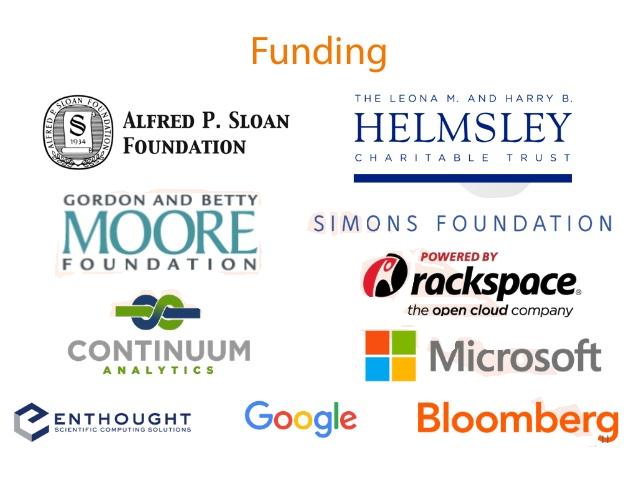 Funding
ALFRED P. SLOAN FOUNDATION
1934
ALFRED P. SLOAN
FOUNDATION
THE LEONA M. AND HARRY B.
HELMSLEY
CHARITABLE TRUST
GORDON AND BETTY
MOORE
FOUNDATION
SIMONS FOUNDATION
POWERED BY
rackspace®
the open cloud company
CONTINUUM
ANALYTICS
Microsoft
ENTHOUGHT
SCIENTIFIC COMPUTING SOLUTIONS
Google
Bloomberg
11